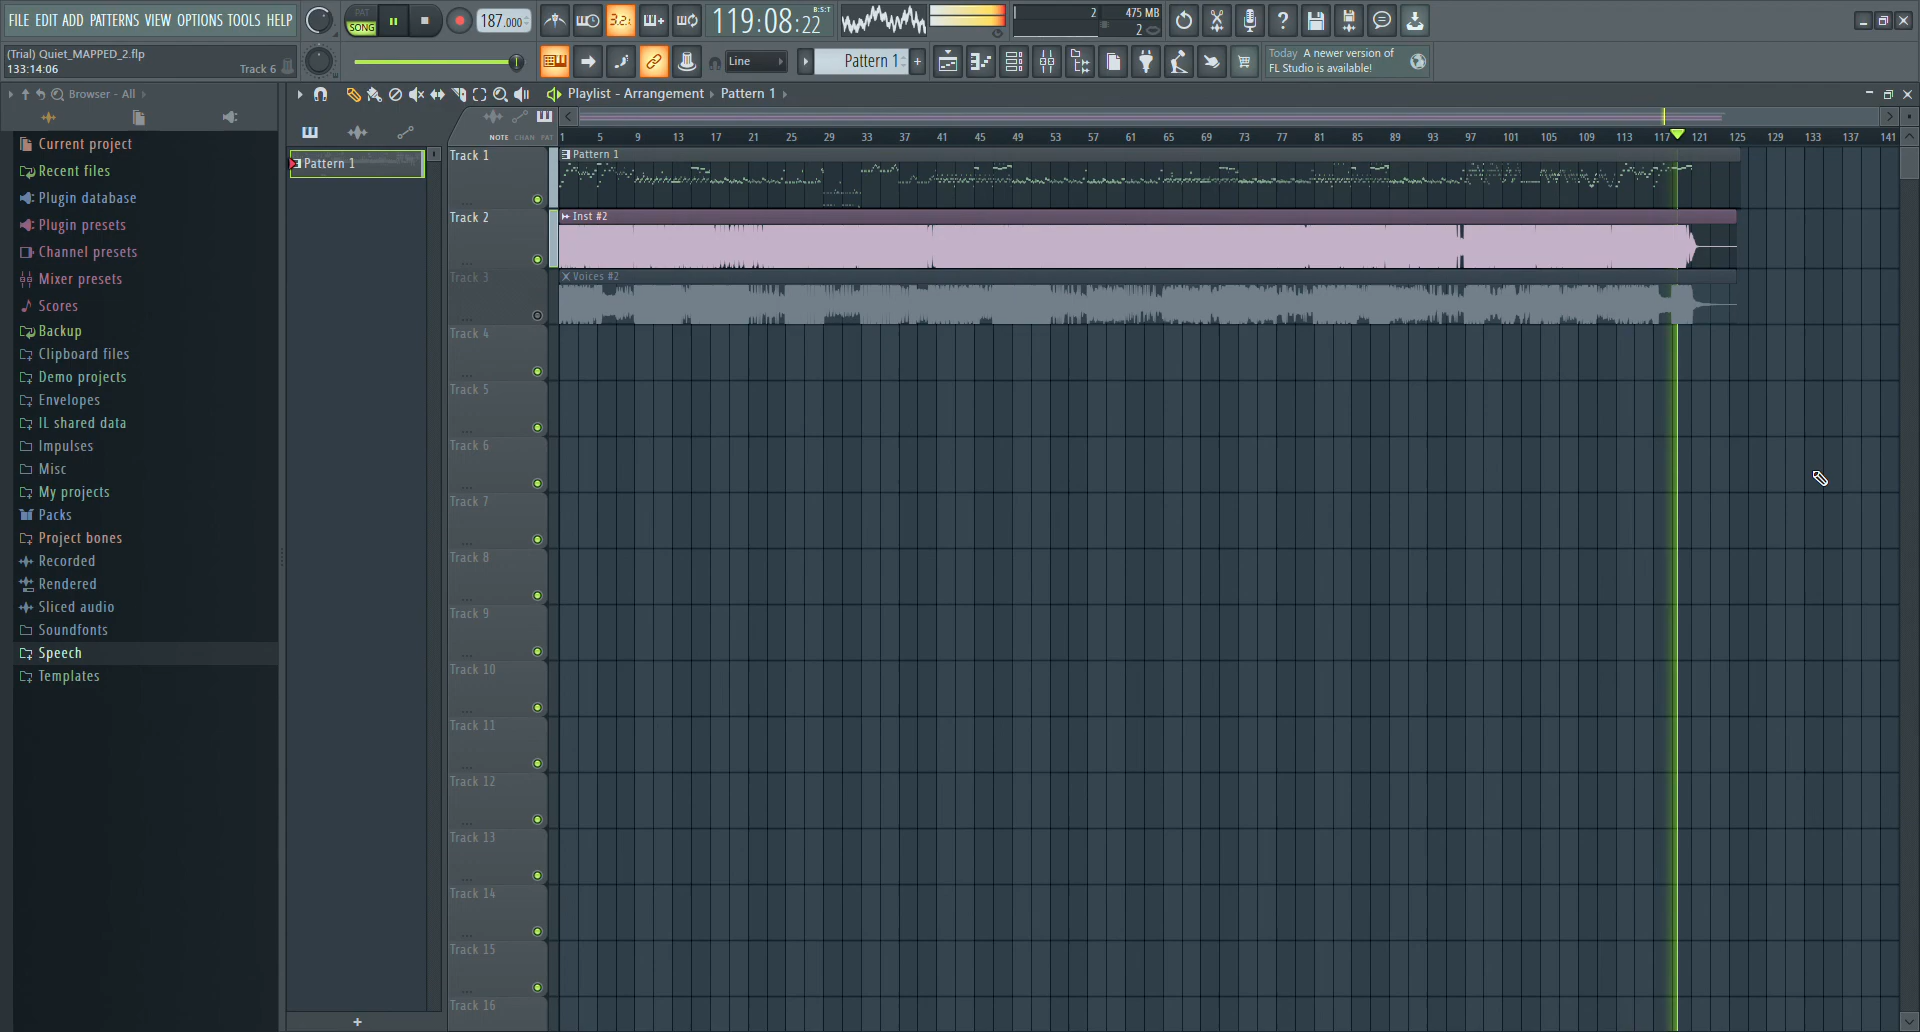 FILE EDIT ADD PATTERNS VIEW OPTIONS TOOLS HELP
PAT
SONG
187.000
3.2.
119:08:22
B:S:T
2
475 MB
2
(Trial) Quiet_MAPPED_2.flp
133:14:06
Track 6
Line
Pattern 1
+
Today A newer version of
FL Studio is available!
Browser - All
Playlist - Arrangement
Pattern 1
NOTE CHAN PAT
1 5 9 13 17 21 25 29 33 37 41 45 49 53 57 61 65 69 73 77 81 85 89 93 97 101 105 109 113 117 121 125 129 133 137 141
Current project
Recent files
Plugin database
Plugin presets
Channel presets
Mixer presets
Scores
Backup
Clipboard files
Demo projects
Envelopes
IL shared data
Impulses
Misc
My projects
Packs
Project bones
Recorded
Rendered
Sliced audio
Soundfonts
Speech
Templates
Pattern 1
+
Track 1
Pattern 1
Track 2
Inst #2
Track 3
Voices #2
Track 4
Track 5
Track 6
Track 7
Track 8
Track 9
Track 10
Track 11
Track 12
Track 13
Track 14
Track 15
Track 16